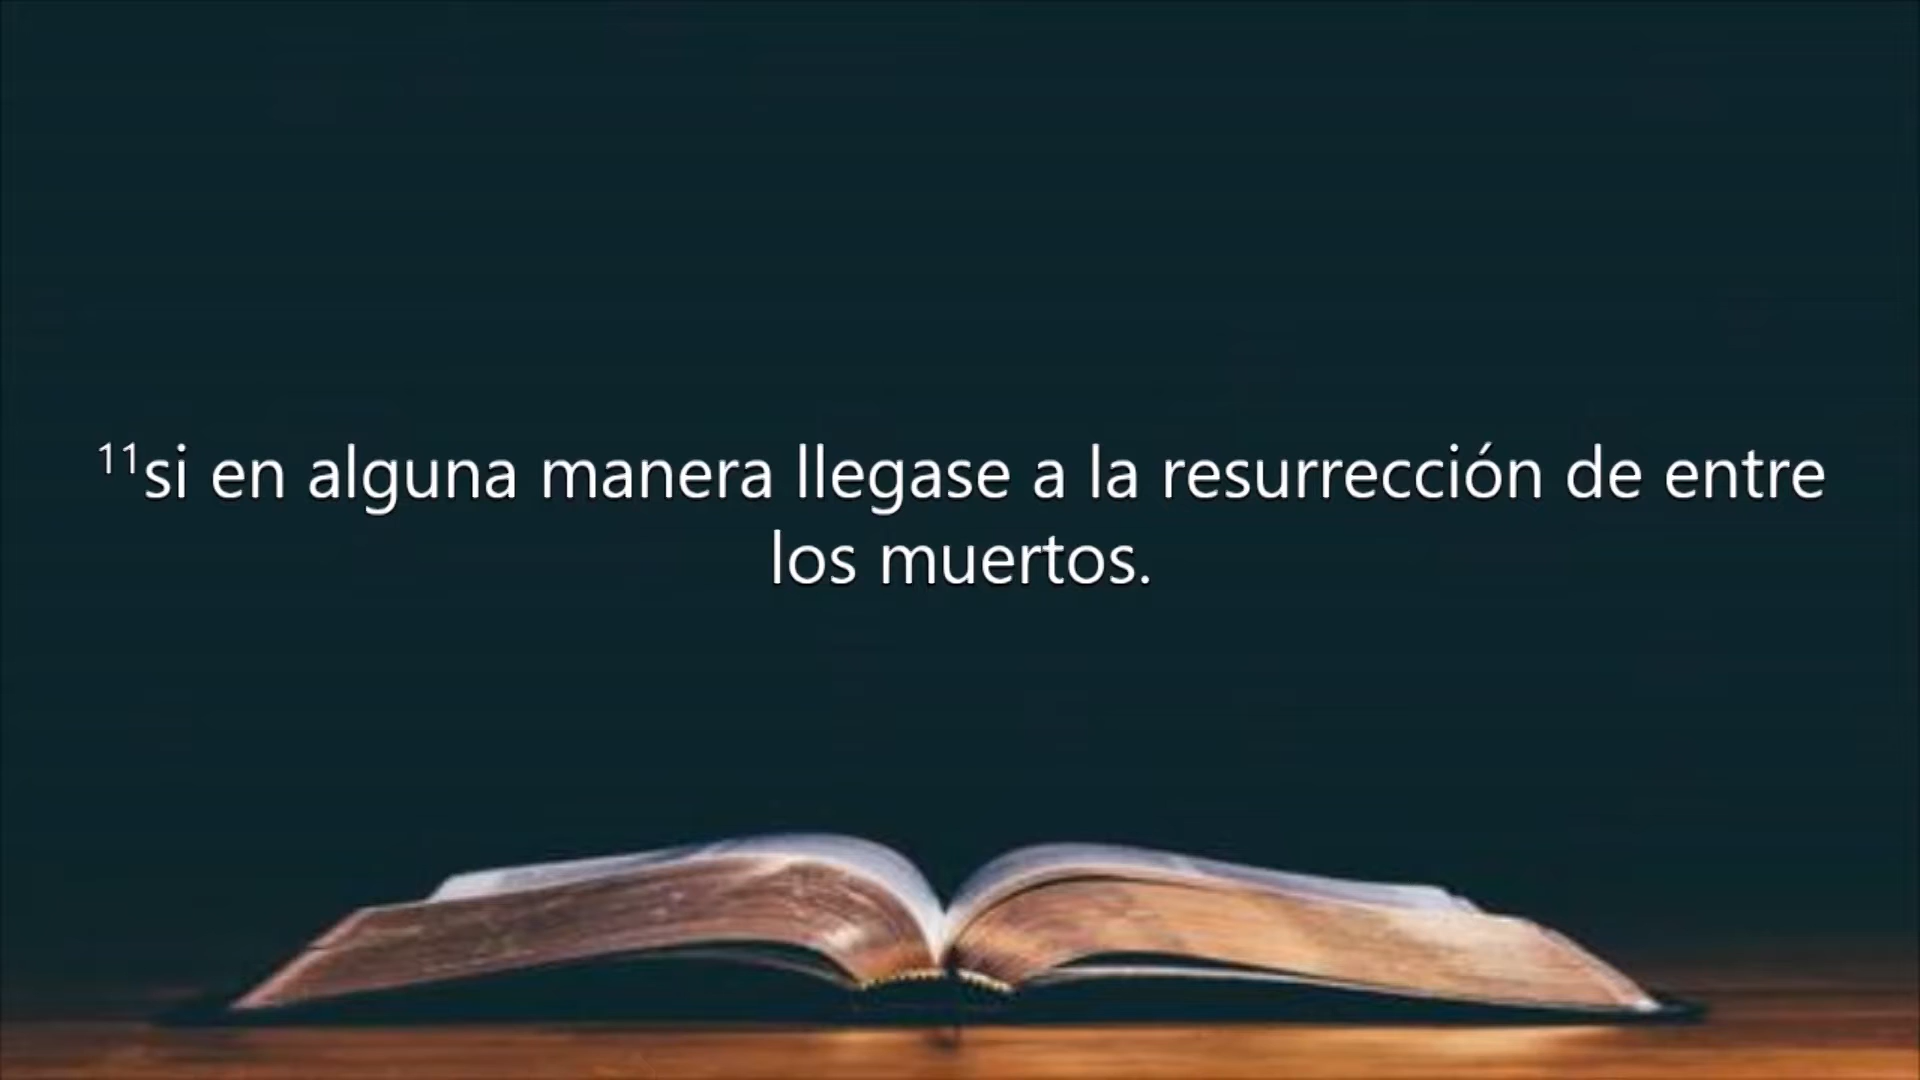 ¹¹si en alguna manera llegase a la resurrección de entre
los muertos.